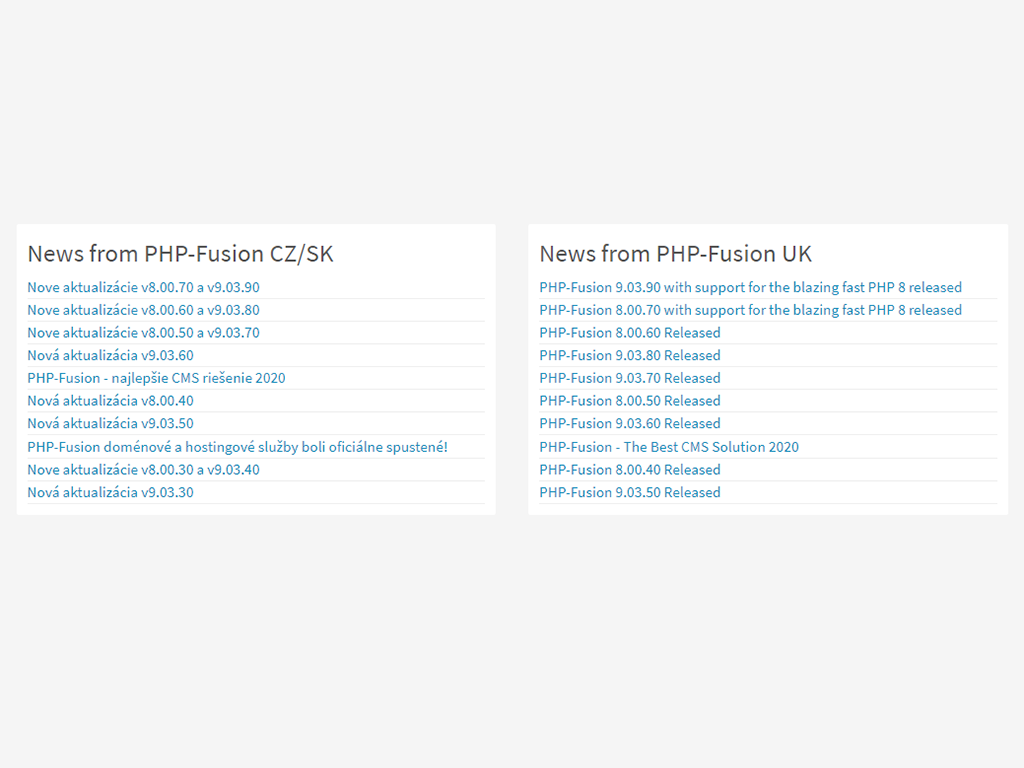 News from PHP-Fusion CZ/SK
Nove aktualizácie v8.00.70 a v9.03.90
Nove aktualizácie v8.00.60 a v9.03.80
Nove aktualizácie v8.00.50 a v9.03.70
Nová aktualizácia v9.03.60
PHP-Fusion - najlepšie CMS riešenie 2020
Nová aktualizácia v8.00.40
Nová aktualizácia v9.03.50
PHP-Fusion doménové a hostingové služby boli oficiálne spustené!
Nove aktualizácie v8.00.30 a v9.03.40
Nová aktualizácia v9.03.30
News from PHP-Fusion UK
PHP-Fusion 9.03.90 with support for the blazing fast PHP 8 released
PHP-Fusion 8.00.70 with support for the blazing fast PHP 8 released
PHP-Fusion 8.00.60 Released
PHP-Fusion 9.03.80 Released
PHP-Fusion 9.03.70 Released
PHP-Fusion 8.00.50 Released
PHP-Fusion 9.03.60 Released
PHP-Fusion - The Best CMS Solution 2020
PHP-Fusion 8.00.40 Released
PHP-Fusion 9.03.50 Released